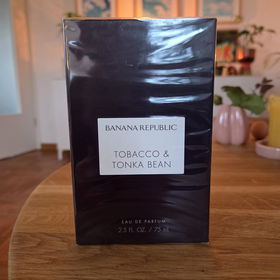 BANANA REPUBLIC
TOBACCO &
TONKA BEAN
EAU DE PARFUM
2.5 FL. OZ. / 75 ml